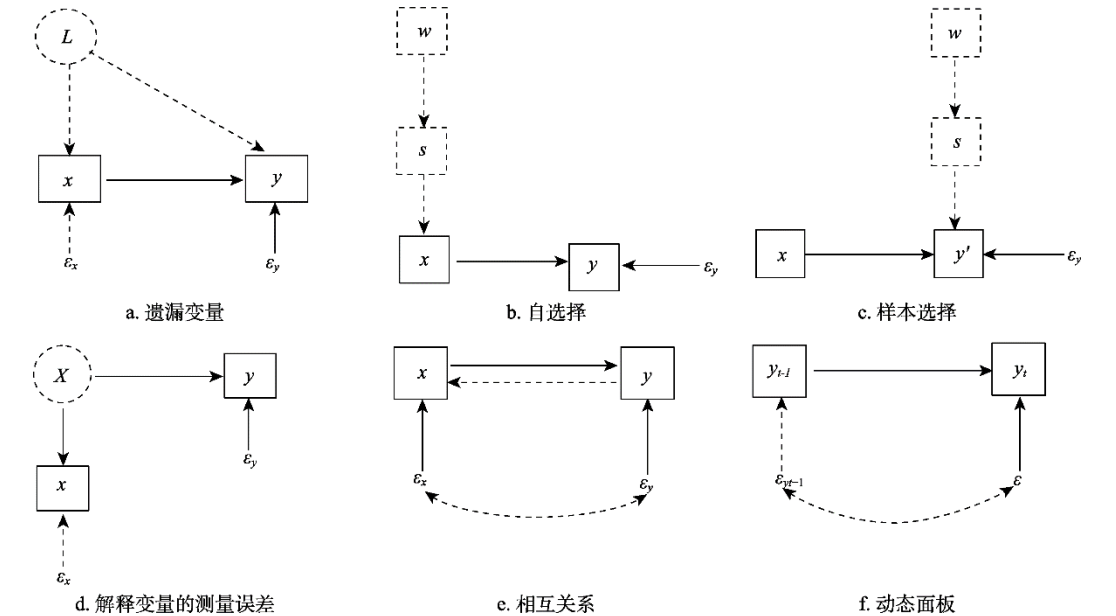 L
x
y
εx
εy
a. 遗漏变量
w
s
x
y
εy
b. 自选择
w
s
x
y'
εy
c. 样本选择
X
y
εy
x
εx
d. 解释变量的测量误差
x
y
εx
εy
e. 相互关系
yt-1
yt
εyt−1
ε
f. 动态面板